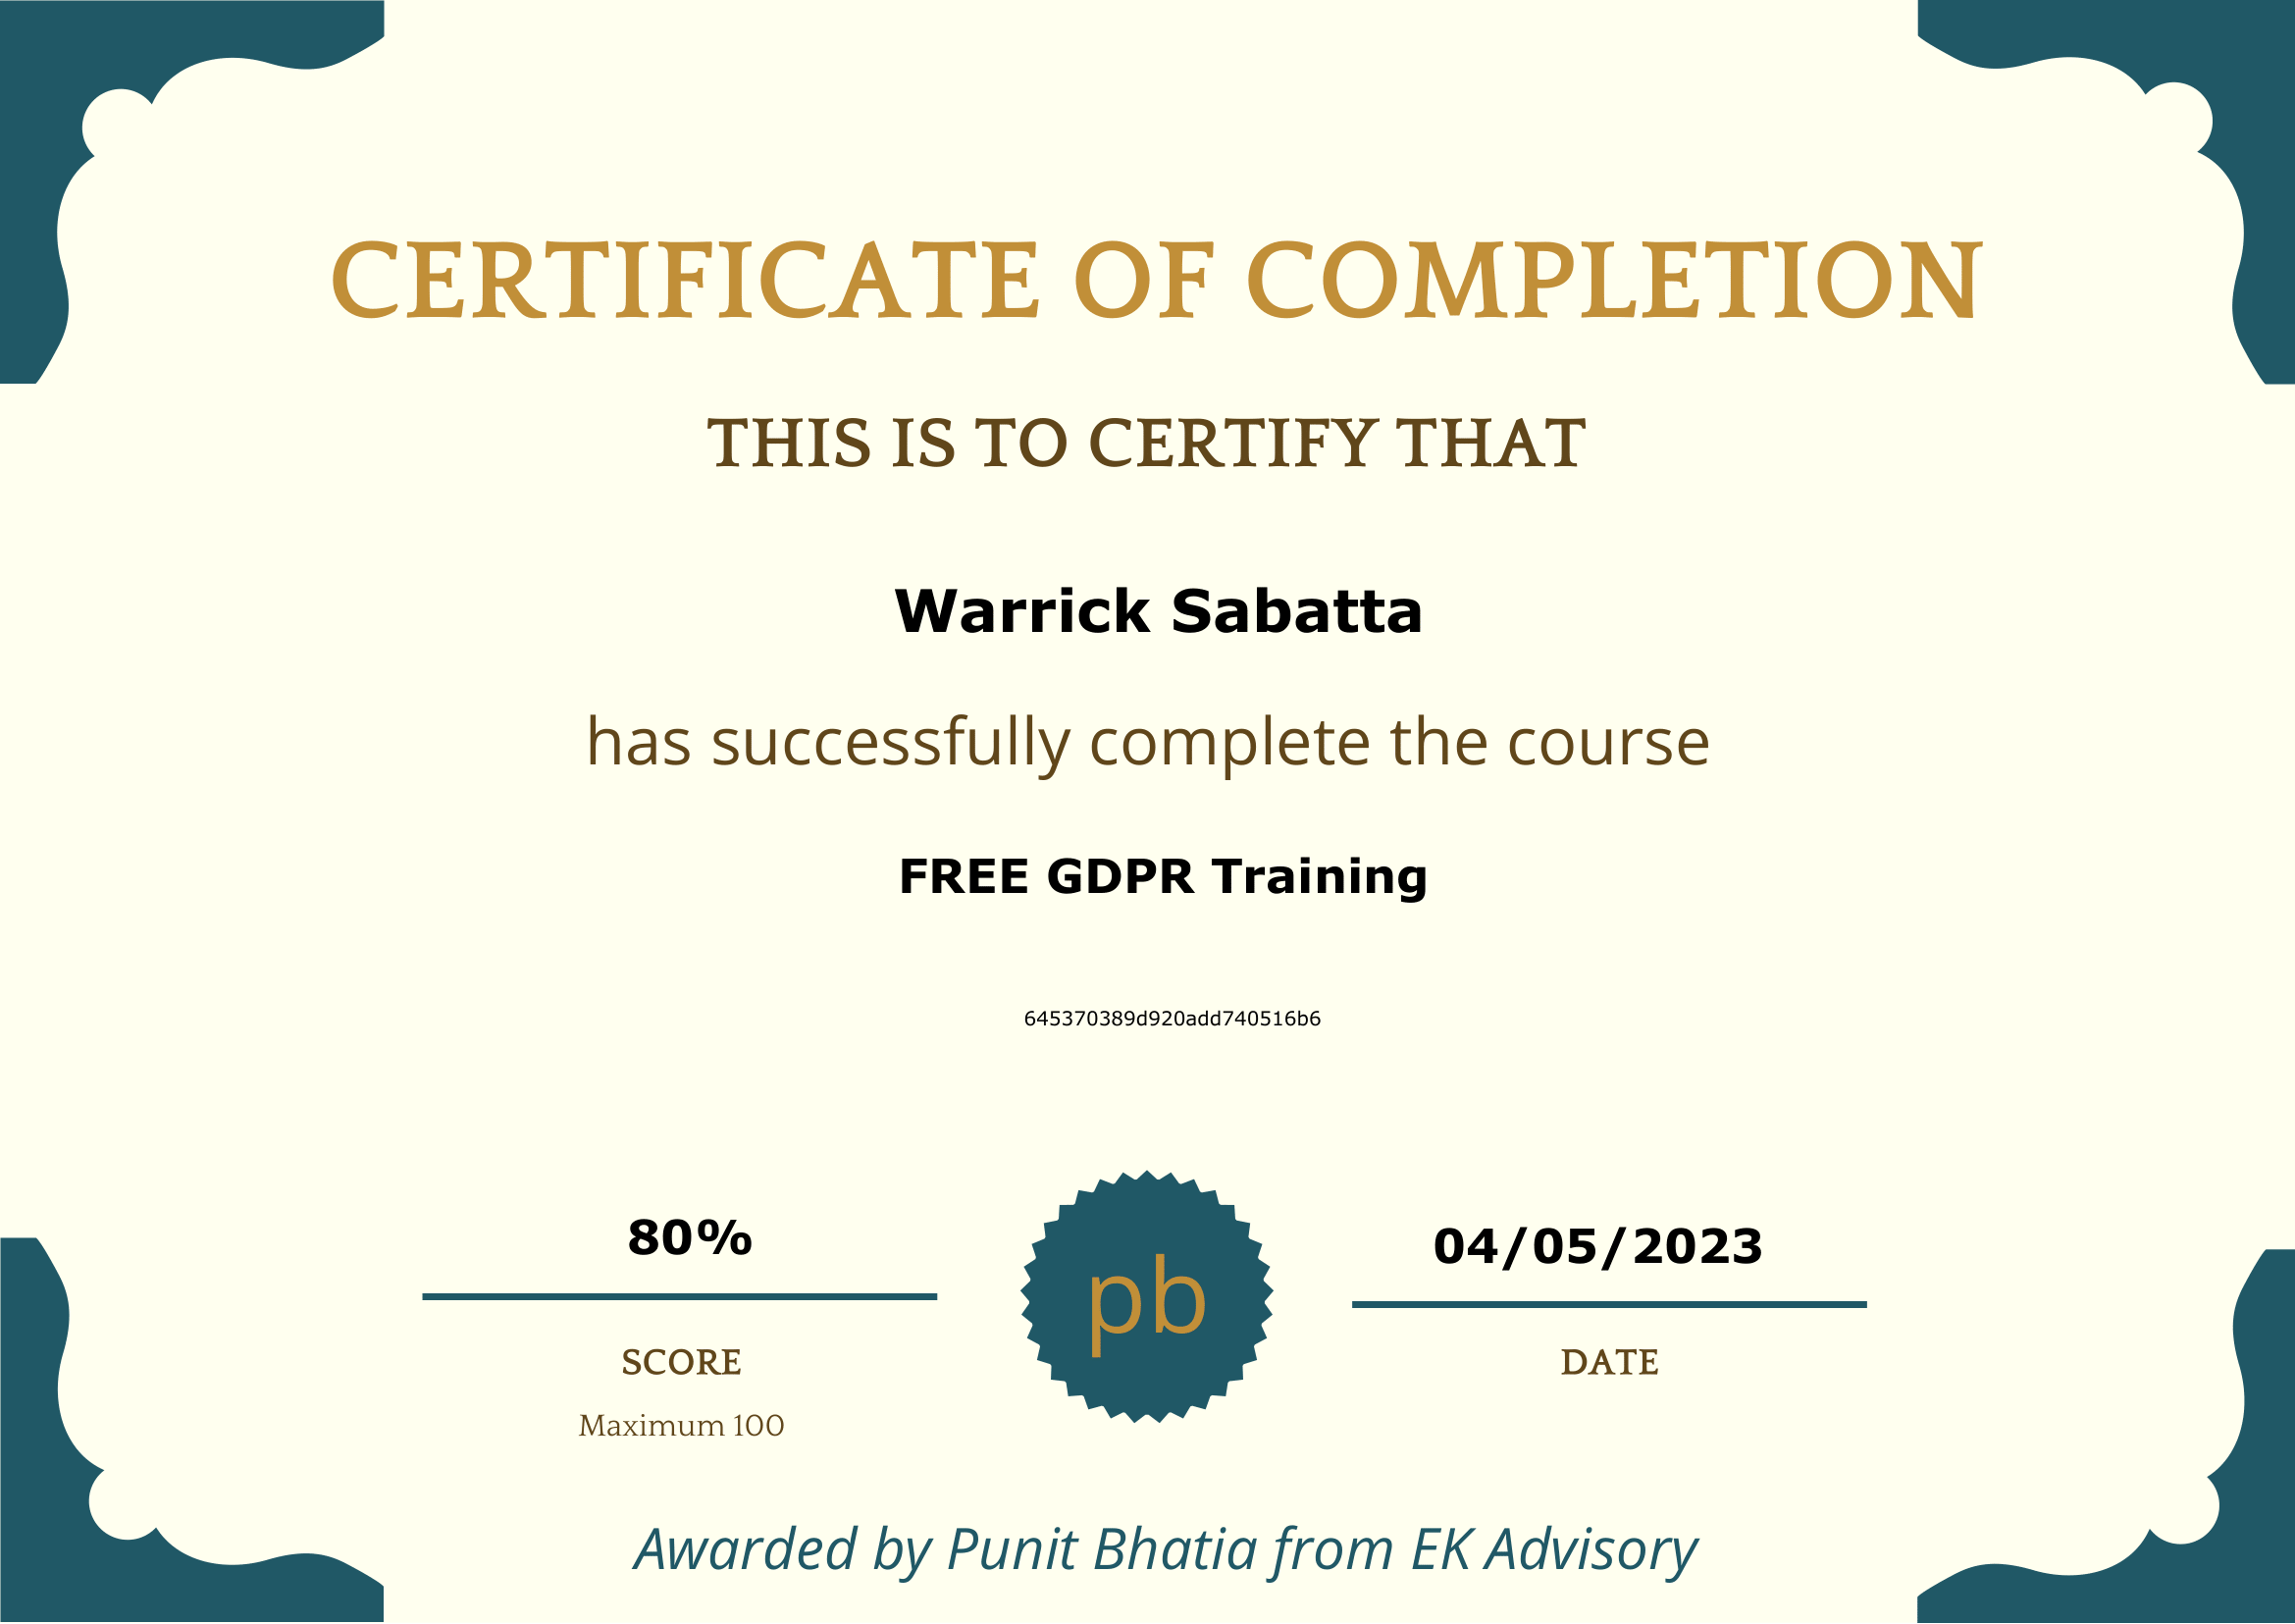 CERTIFICATE OF COMPLETION
THIS IS TO CERTIFY THAT
Warrick Sabatta
has successfully complete the course
FREE GDPR Training
645370389d920add740516b6
80%
SCORE
Maximum 100
pb
04/05/2023
DATE
Awarded by Punit Bhatia from EK Advisory